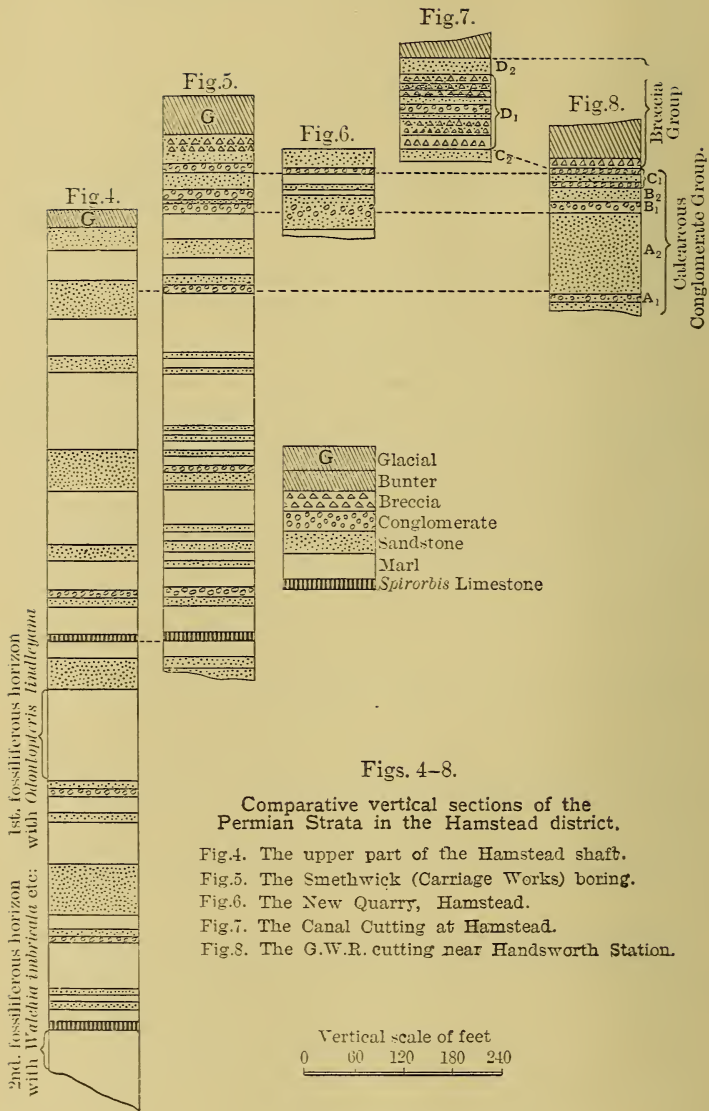 Fig.7.
D₂
D₁
C₂
Fig.5.
G
Fig.6.
Fig.8.
C₁
B₂
B₁
A₂
A₁
Breccia
Group
Calcareous
Conglomerate Group.
Fig.4.
G
G Glacial
Bunter
Breccia
Conglomerate
Sandstone
Marl
Spirorbis Limestone
1st. fossiliferous horizon
with Odontopteris lindleyana
2nd. fossiliferous horizon
with Walchia imbricata etc:
Figs. 4–8.
Comparative vertical sections of the
Permian Strata in the Hamstead district.
Fig.4. The upper part of the Hamstead shaft.
Fig.5. The Smethwick (Carriage Works) boring.
Fig.6. The New Quarry, Hamstead.
Fig.7. The Canal Cutting at Hamstead.
Fig.8. The G.W.R. cutting near Handsworth Station.
Vertical scale of feet
0 60 120 180 240